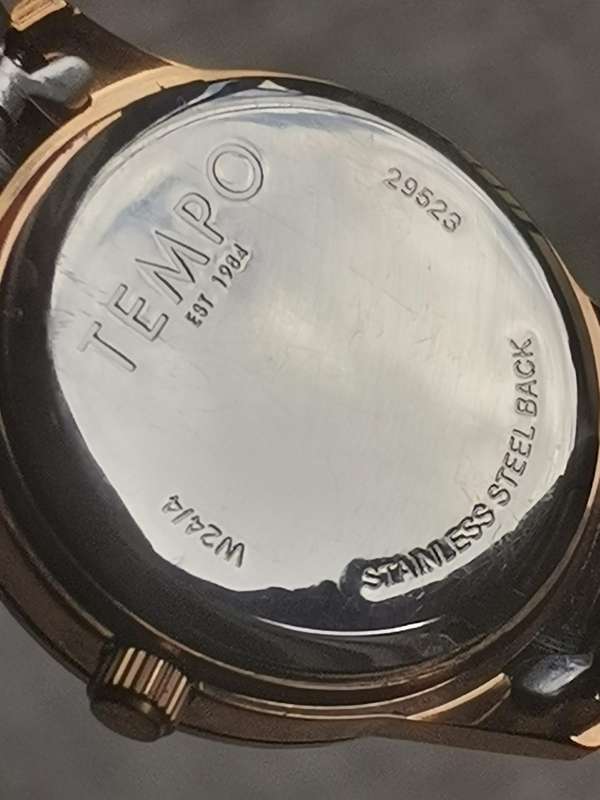 TEMPO
EST 1984
29523
STAINLESS STEEL BACK
W24/4